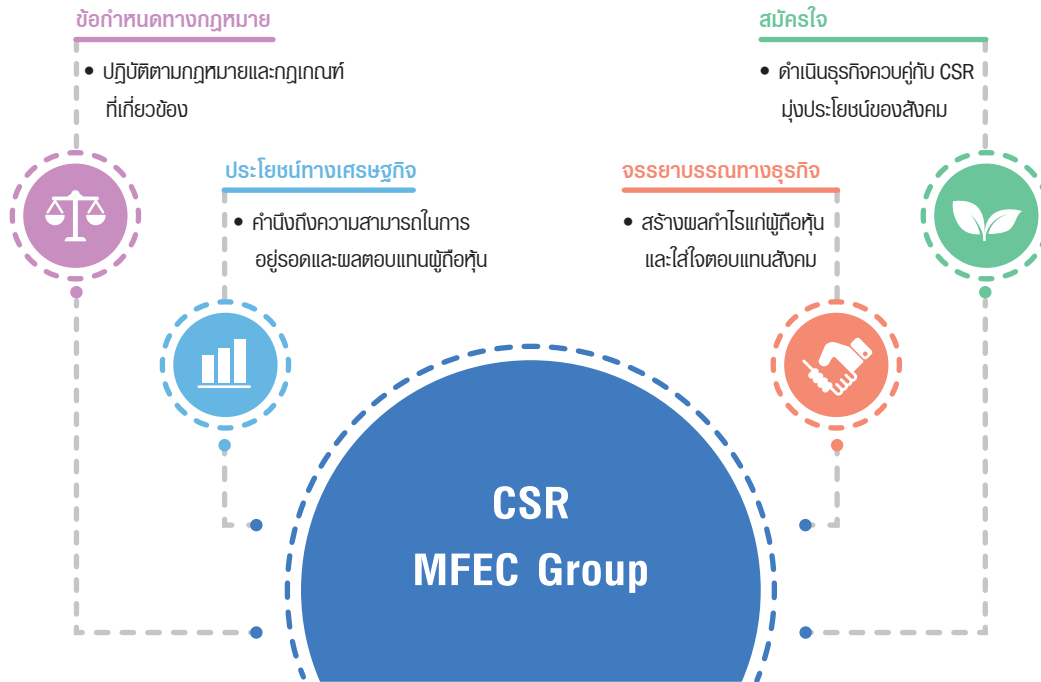 ข้อกำหนดทางกฎหมาย
• ปฏิบัติตามกฎหมายและกฎเกณฑ์
ที่เกี่ยวข้อง
สมัครใจ
• ดำเนินธุรกิจควบคู่กับ CSR
มุ่งประโยชน์ของสังคม
ประโยชน์ทางเศรษฐกิจ
• คำนึงถึงความสามารถในการ
อยู่รอดและผลตอบแทนผู้ถือหุ้น
จรรยาบรรณทางธุรกิจ
• สร้างผลกำไรแก่ผู้ถือหุ้น
และใส่ใจตอบแทนสังคม
CSR
MFEC Group